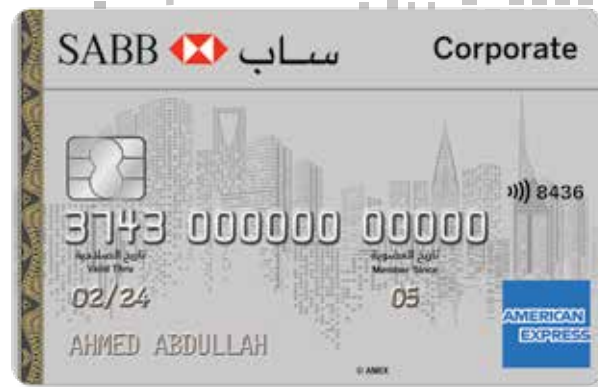 SABB ساب Corporate
8436
3743 000000 00000
تاريخ الصلاحية تاريخ العضوية
Valid Thru Member Since
02/24 05
AHMED ABDULLAH
AMERICAN EXPRESS
© AMEX